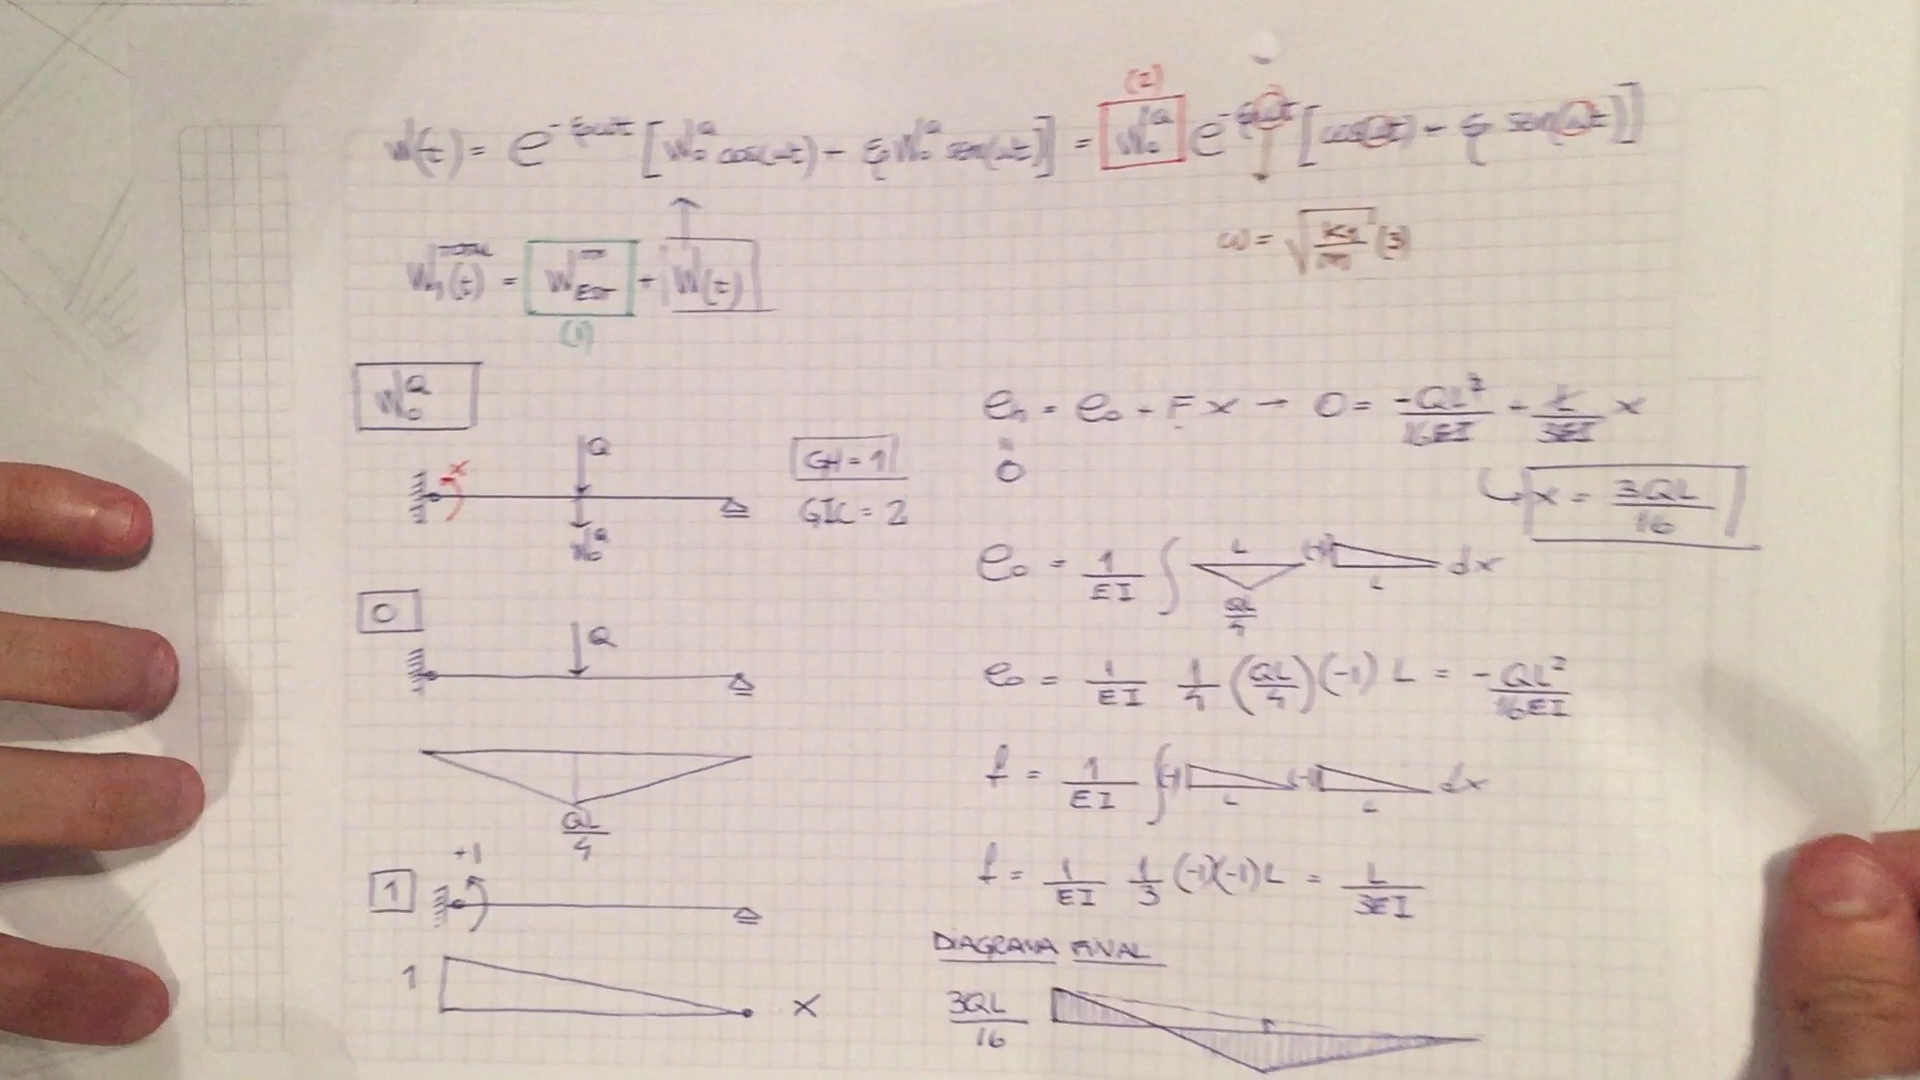 W(t) = e^-ξωt [W₀^Q cos(ωt) - ξ W₀^Q sen(ωt)] = W₀^Q e^-ξωt [cos(ωt) - ξ sen(ωt)]
(2)
ω = √(K₁/m) (3)
W₁^TOTAL(t) = W_EST^m + W(t)
(1)
W₀^Q
x
Q
W₀^Q
GH = 1
GIC = 2
e₁ = e₀ + F x → 0 = -QL²/16EI + L/3EI x
"
0
↳ x = 3QL/16
e₀ = 1/EI ∫ L QL/4 (-1) L dx
0
Q
e₀ = 1/EI 1/4 (QL/4)(-1) L = -QL²/16EI
QL/4
f = 1/EI ∫ (-1) L (-1) L dx
+1
1
f = 1/EI 1/3 (-1)(-1)L = L/3EI
DIAGRAMA FINAL
1
x
3QL/16